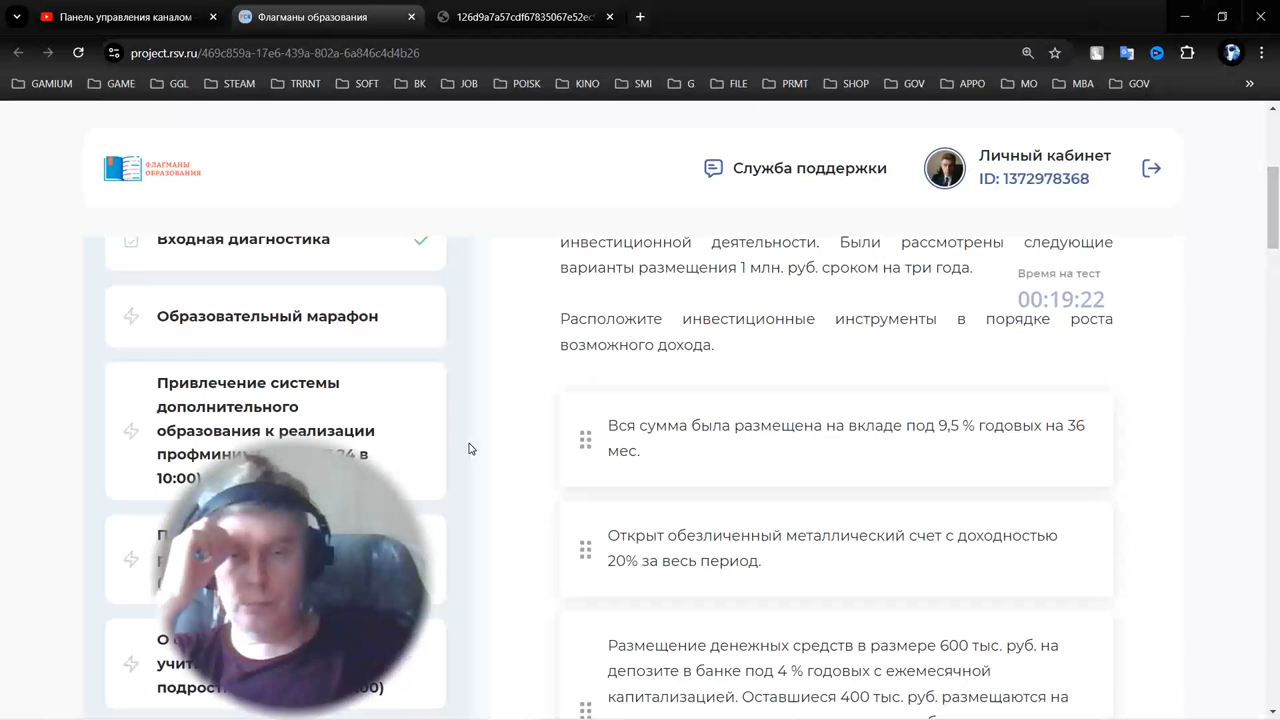 Панель управления каналом
Флагманы образования
project.rsv.ru/469c859a-17e6-439a-802a-6a846c4d4b26
GAMIUM
GAME
GGL
STEAM
TRRNT
SOFT
BK
JOB
POISK
KINO
SMI
G
FILE
PRMT
SHOP
GOV
APPO
MO
MBA
GOV
ФЛАГМАНЫ
ОБРАЗОВАНИЯ
Служба поддержки
Личный кабинет
ID: 1372978368
Входная диагностика
Образовательный марафон
Привлечение системы
дополнительного
образования к реализации
10:00)
подрост
инвестиционной деятельности. Были рассмотрены следующие
варианты размещения 1 млн. руб. сроком на три года.
Время на тест
00:19:22
Расположите инвестиционные инструменты в порядке роста
возможного дохода.
Вся сумма была размещена на вкладе под 9,5 % годовых на 36
мес.
Открыт обезличенный металлический счет с доходностью
20% за весь период.
Размещение денежных средств в размере 600 тыс. руб. на
депозите в банке под 4 % годовых с ежемесячной
капитализацией. Оставшиеся 400 тыс. руб. размещаются на